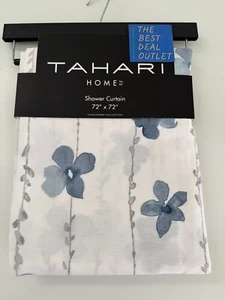 THE
BEST
DEAL
OUTLET
TAHARI
HOME
Shower Curtain
72" x 72"